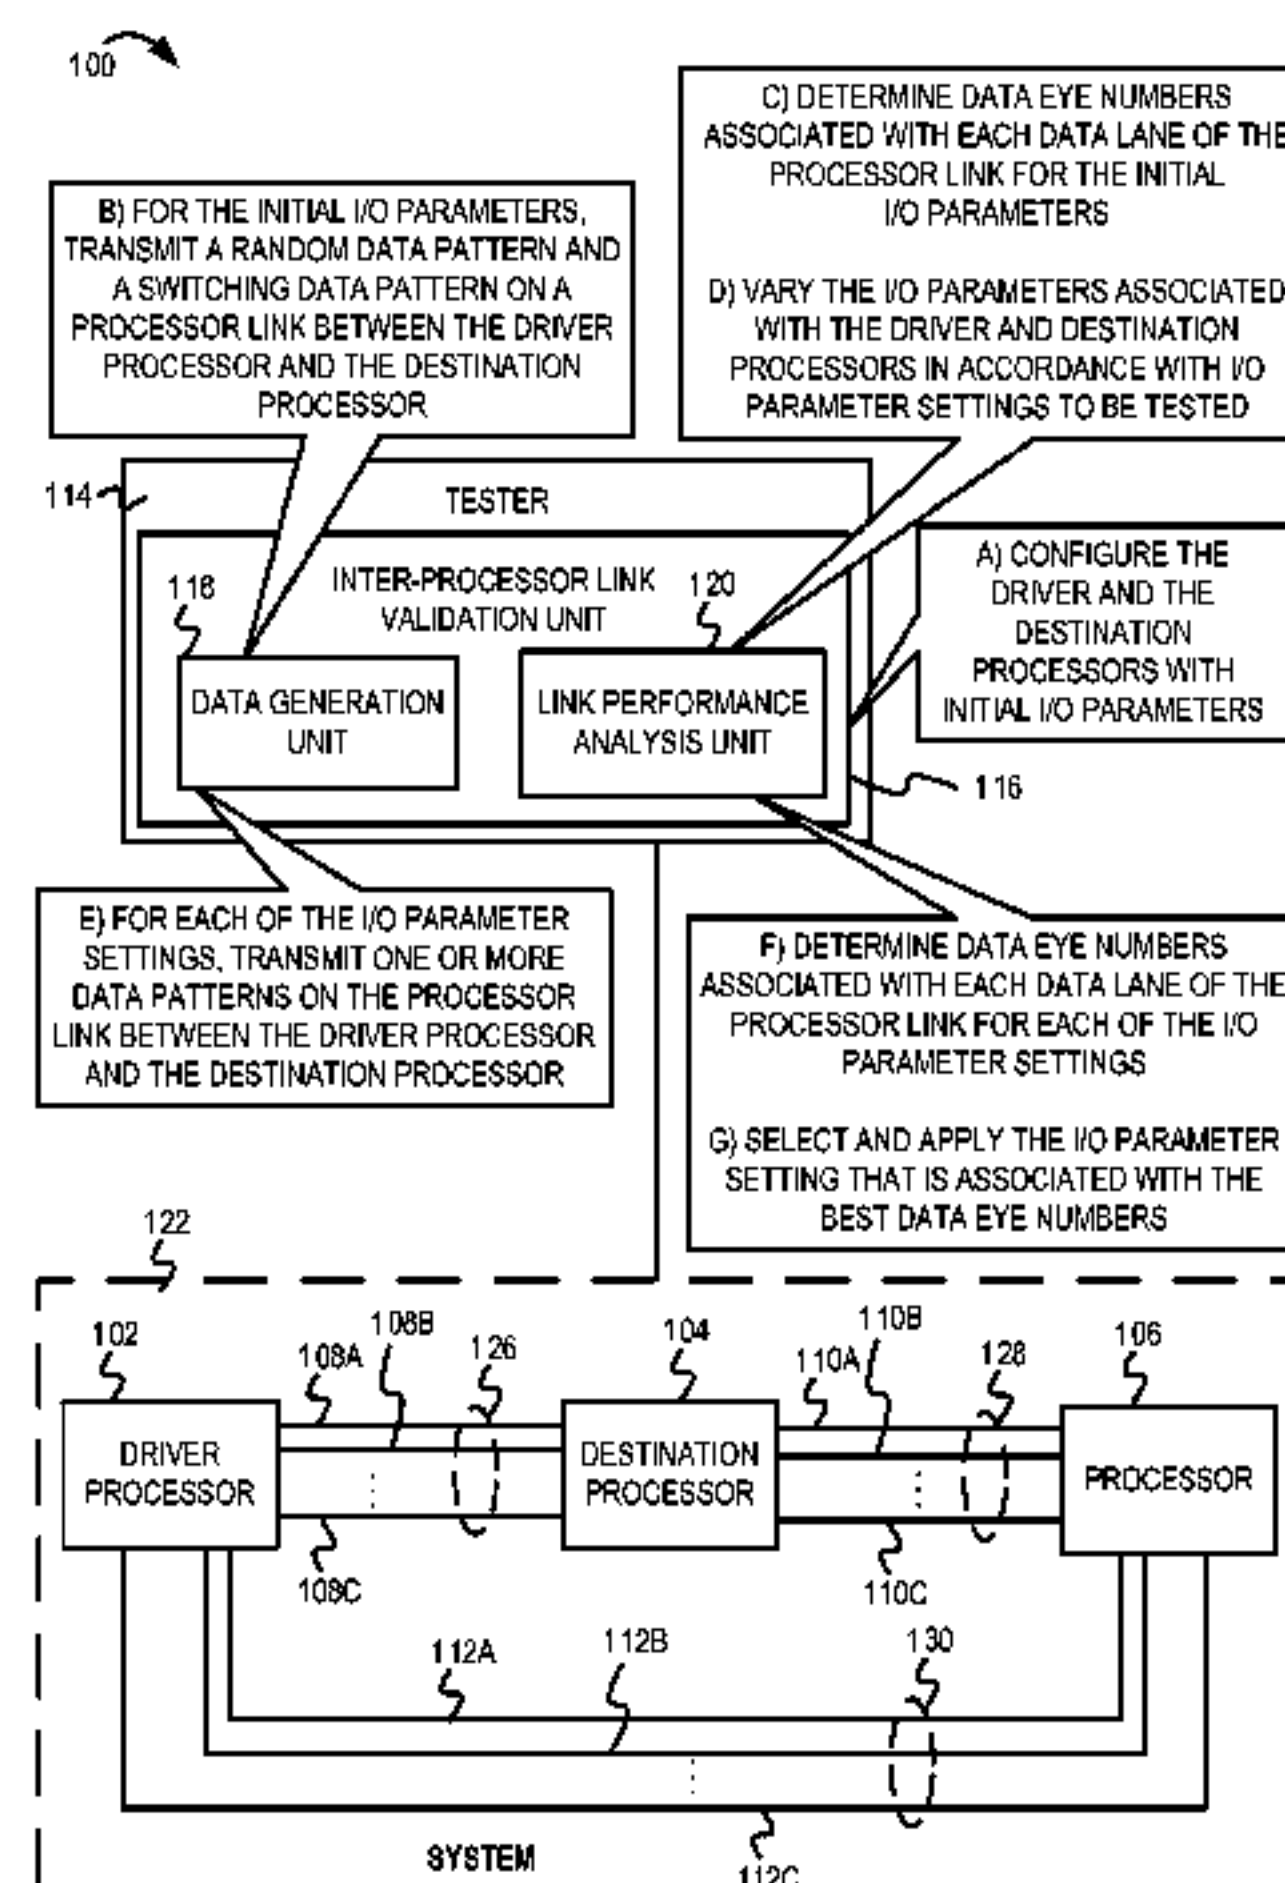 100
C) DETERMINE DATA EYE NUMBERS
ASSOCIATED WITH EACH DATA LANE OF THE
PROCESSOR LINK FOR THE INITIAL
I/O PARAMETERS
D) VARY THE I/O PARAMETERS ASSOCIATED
WITH THE DRIVER AND DESTINATION
PROCESSORS IN ACCORDANCE WITH I/O
PARAMETER SETTINGS TO BE TESTED
B) FOR THE INITIAL I/O PARAMETERS,
TRANSMIT A RANDOM DATA PATTERN AND
A SWITCHING DATA PATTERN ON A
PROCESSOR LINK BETWEEN THE DRIVER
PROCESSOR AND THE DESTINATION
PROCESSOR
114
TESTER
INTER-PROCESSOR LINK
VALIDATION UNIT
118
120
DATA GENERATION
UNIT
LINK PERFORMANCE
ANALYSIS UNIT
A) CONFIGURE THE
DRIVER AND THE
DESTINATION
PROCESSORS WITH
INITIAL I/O PARAMETERS
116
E) FOR EACH OF THE I/O PARAMETER
SETTINGS, TRANSMIT ONE OR MORE
DATA PATTERNS ON THE PROCESSOR
LINK BETWEEN THE DRIVER PROCESSOR
AND THE DESTINATION PROCESSOR
F) DETERMINE DATA EYE NUMBERS
ASSOCIATED WITH EACH DATA LANE OF THE
PROCESSOR LINK FOR EACH OF THE I/O
PARAMETER SETTINGS
G) SELECT AND APPLY THE I/O PARAMETER
SETTING THAT IS ASSOCIATED WITH THE
BEST DATA EYE NUMBERS
122
102
108A
108B
126
104
110A
110B
128
106
DRIVER
PROCESSOR
DESTINATION
PROCESSOR
PROCESSOR
108C
110C
112A
112B
130
SYSTEM
112C